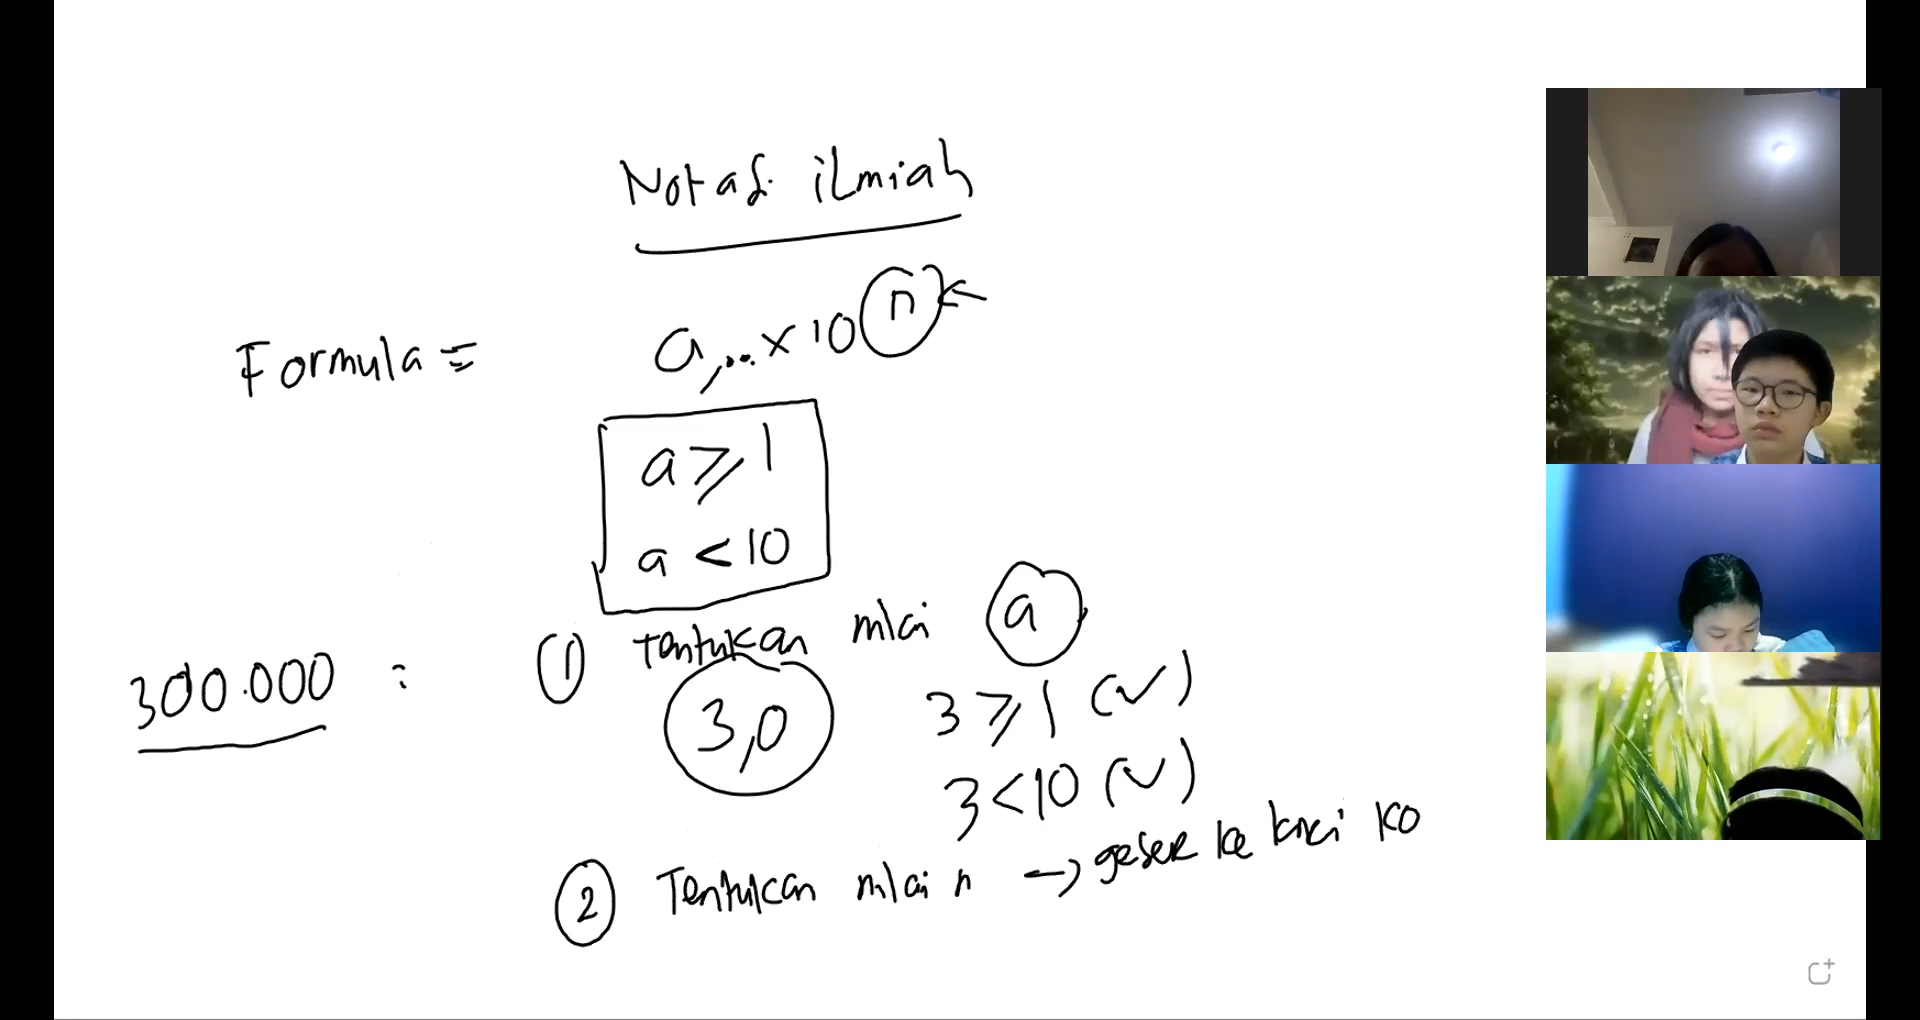 Notasi ilmiah
Formula = a,... × 10 n
a ⩾ 1
a < 10
300.000 : ① Tentukan nilai a
3,0 3 ⩾ 1 (✓)
3 < 10 (✓)
② Tentukan nilai n → geser ke kiri ko